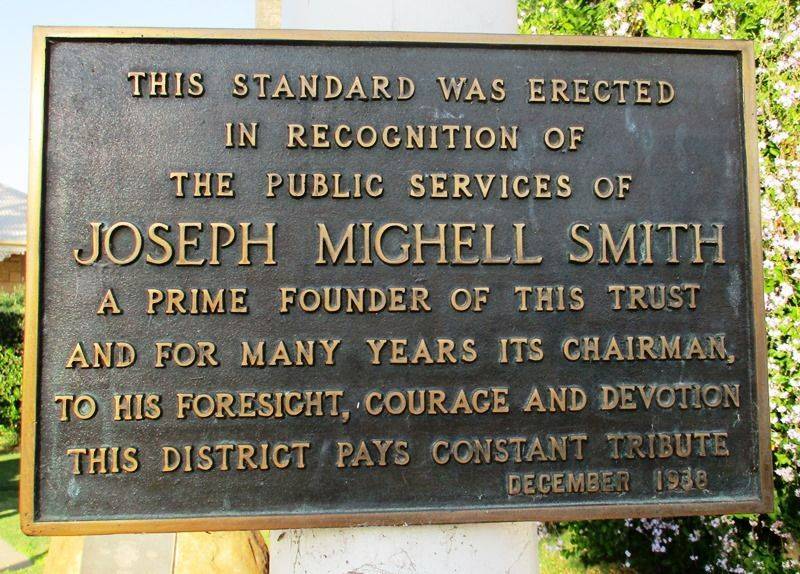 THIS STANDARD WAS ERECTED
IN RECOGNITION OF
THE PUBLIC SERVICES OF
JOSEPH MIGHELL SMITH
A PRIME FOUNDER OF THIS TRUST
AND FOR MANY YEARS ITS CHAIRMAN,
TO HIS FORESIGHT, COURAGE AND DEVOTION
THIS DISTRICT PAYS CONSTANT TRIBUTE
DECEMBER 1938